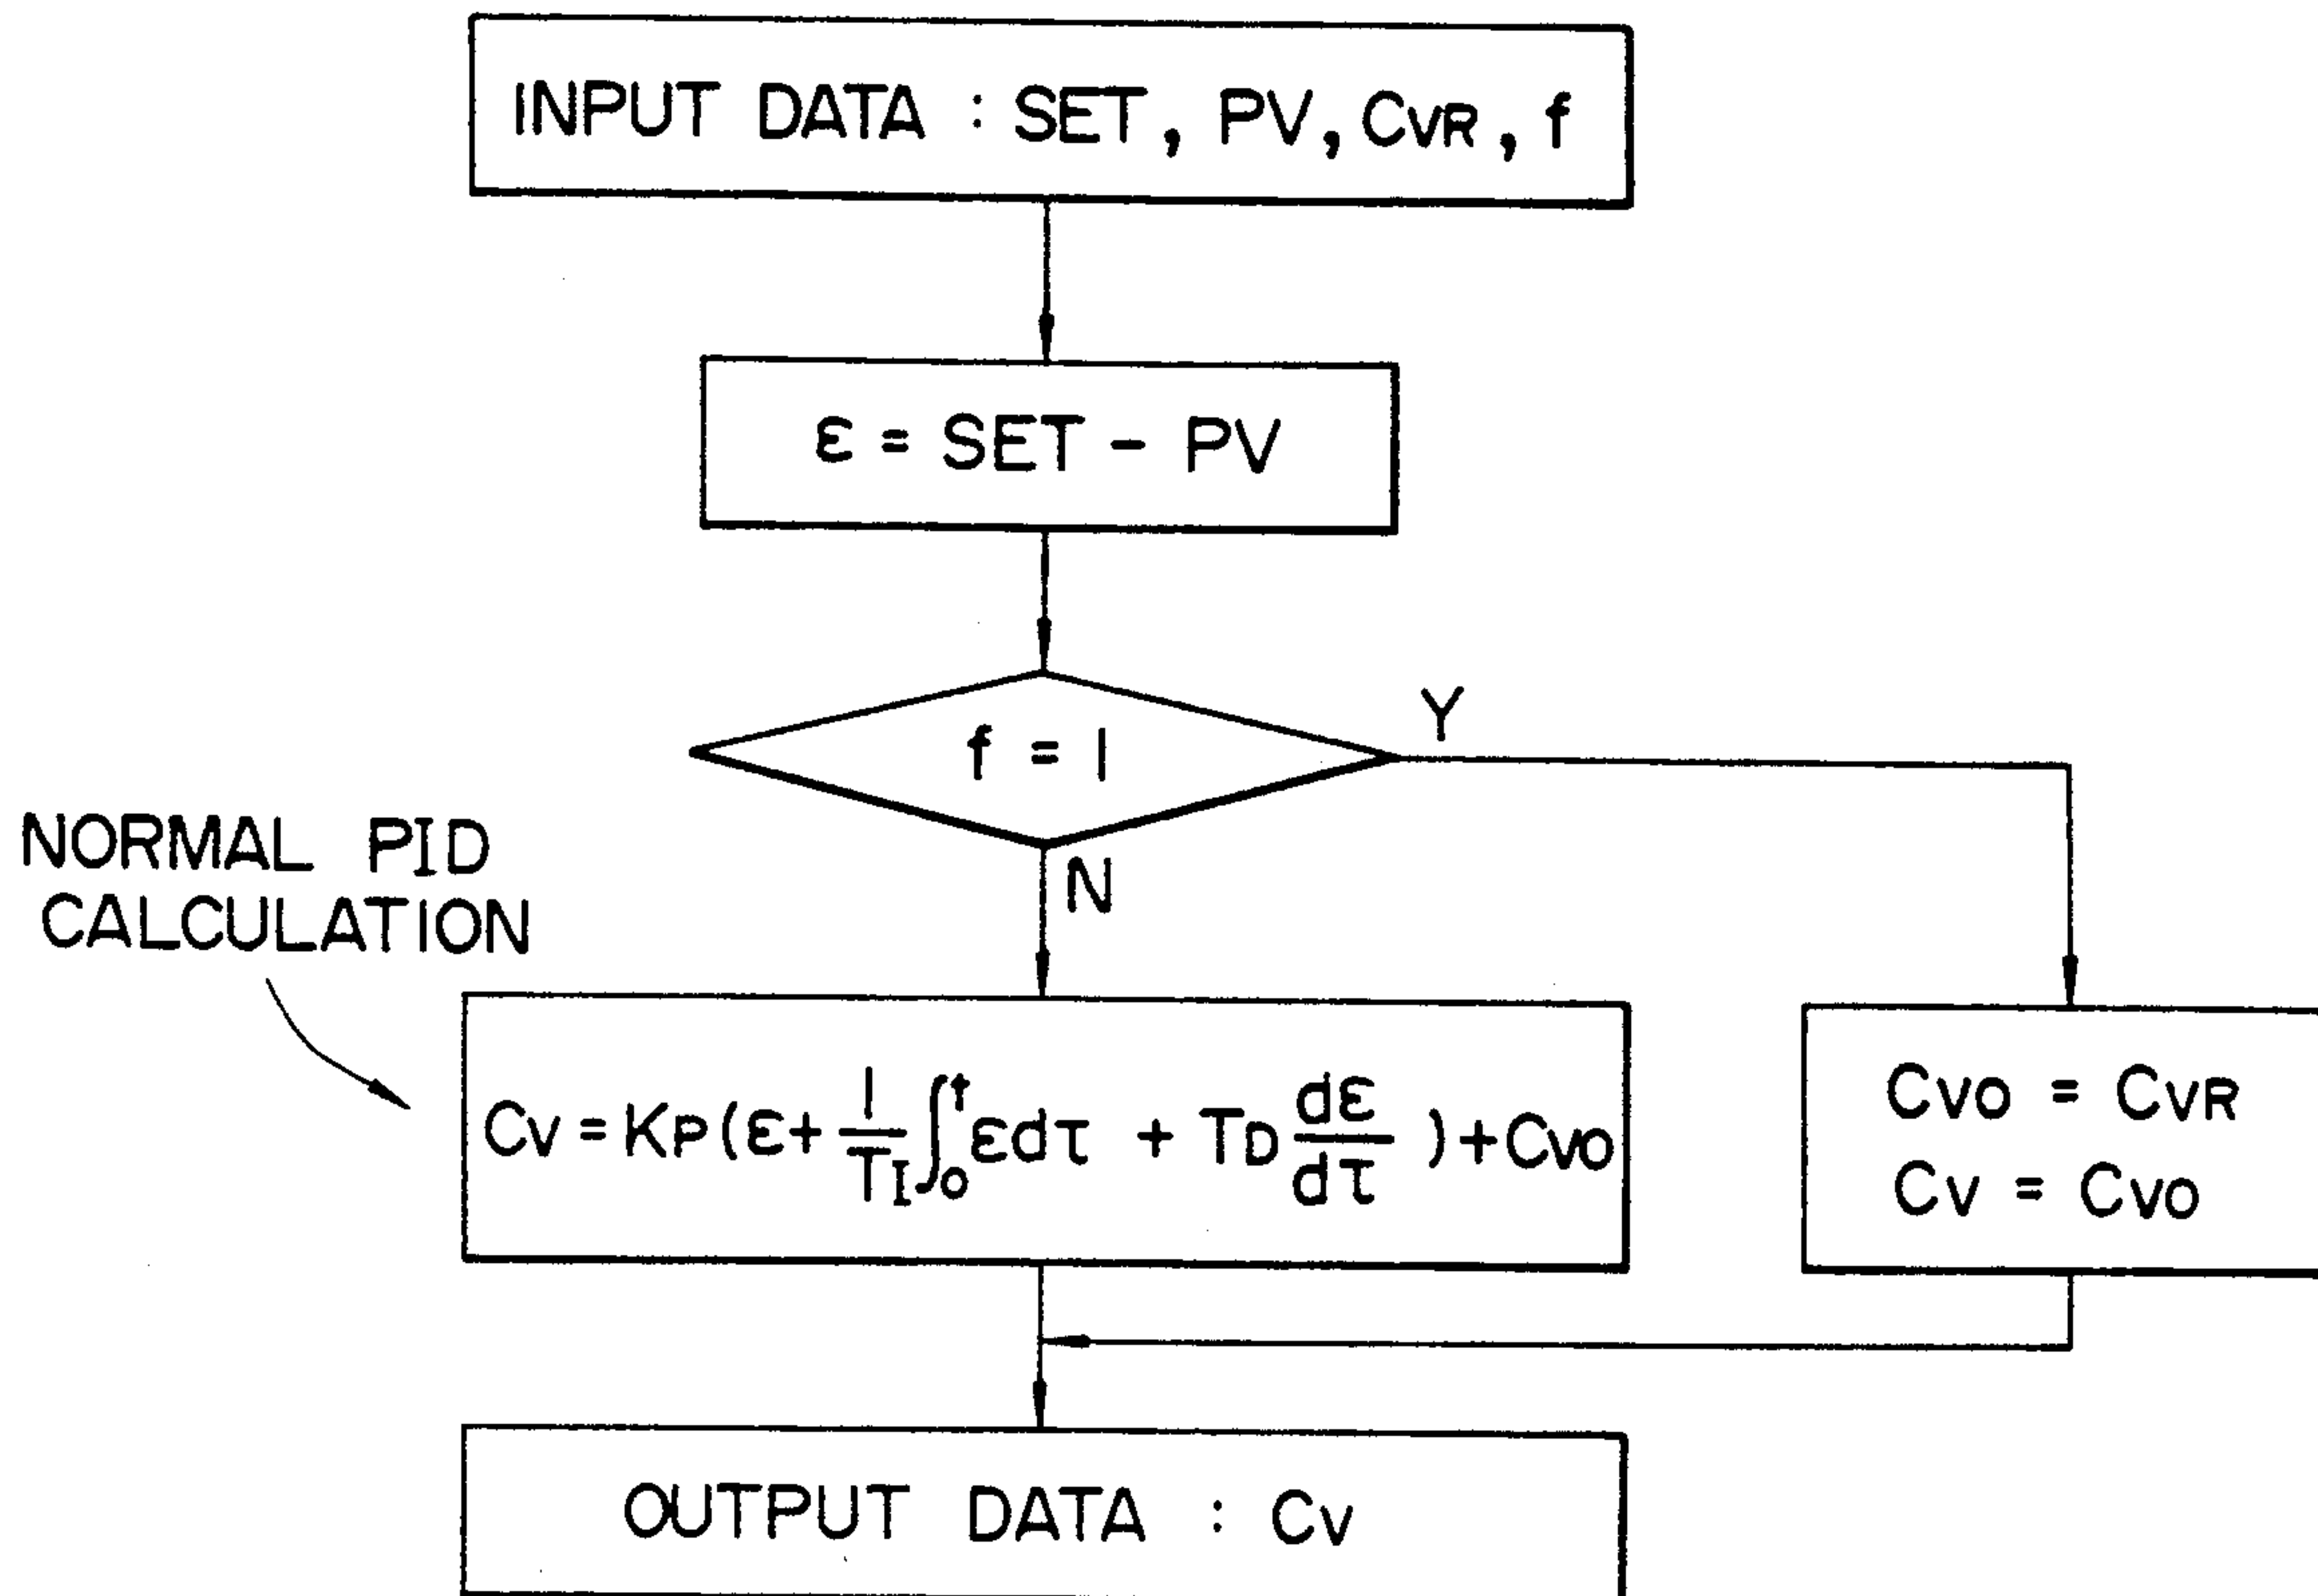 INPUT DATA : SET, PV, CVR, f
ε = SET - PV
f = 1
Y
N
NORMAL PID
CALCULATION
Cv = KP(ε + 1/TI ∫0^t εdτ + TD dε/dτ ) + Cvo
Cvo = CVR
Cv = Cvo
OUTPUT DATA : Cv